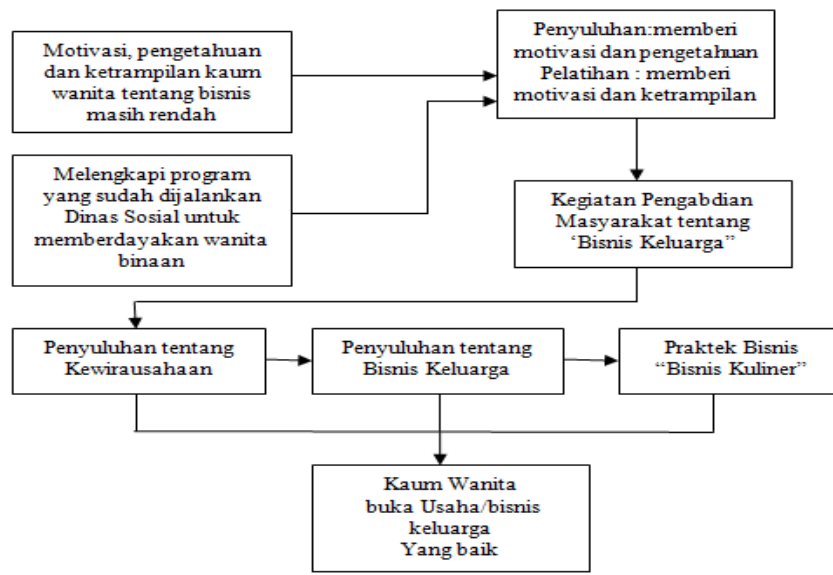 Motivasi, pengetahuan
dan ketrampilan kaum
wanita tentang bisnis
masih rendah
Penyuluhan:memberi
motivasi dan pengetahuan
Pelatihan : memberi
motivasi dan ketrampilan
Melengkapi program
yang sudah dijalankan
Dinas Sosial untuk
memberdayakan wanita
binaan
Kegiatan Pengabdian
Masyarakat tentang
‘Bisnis Keluarga”
Penyuluhan tentang
Kewirausahaan
Penyuluhan tentang
Bisnis Keluarga
Praktek Bisnis
“Bisnis Kuliner”
Kaum Wanita
buka Usaha/bisnis
keluarga
Yang baik